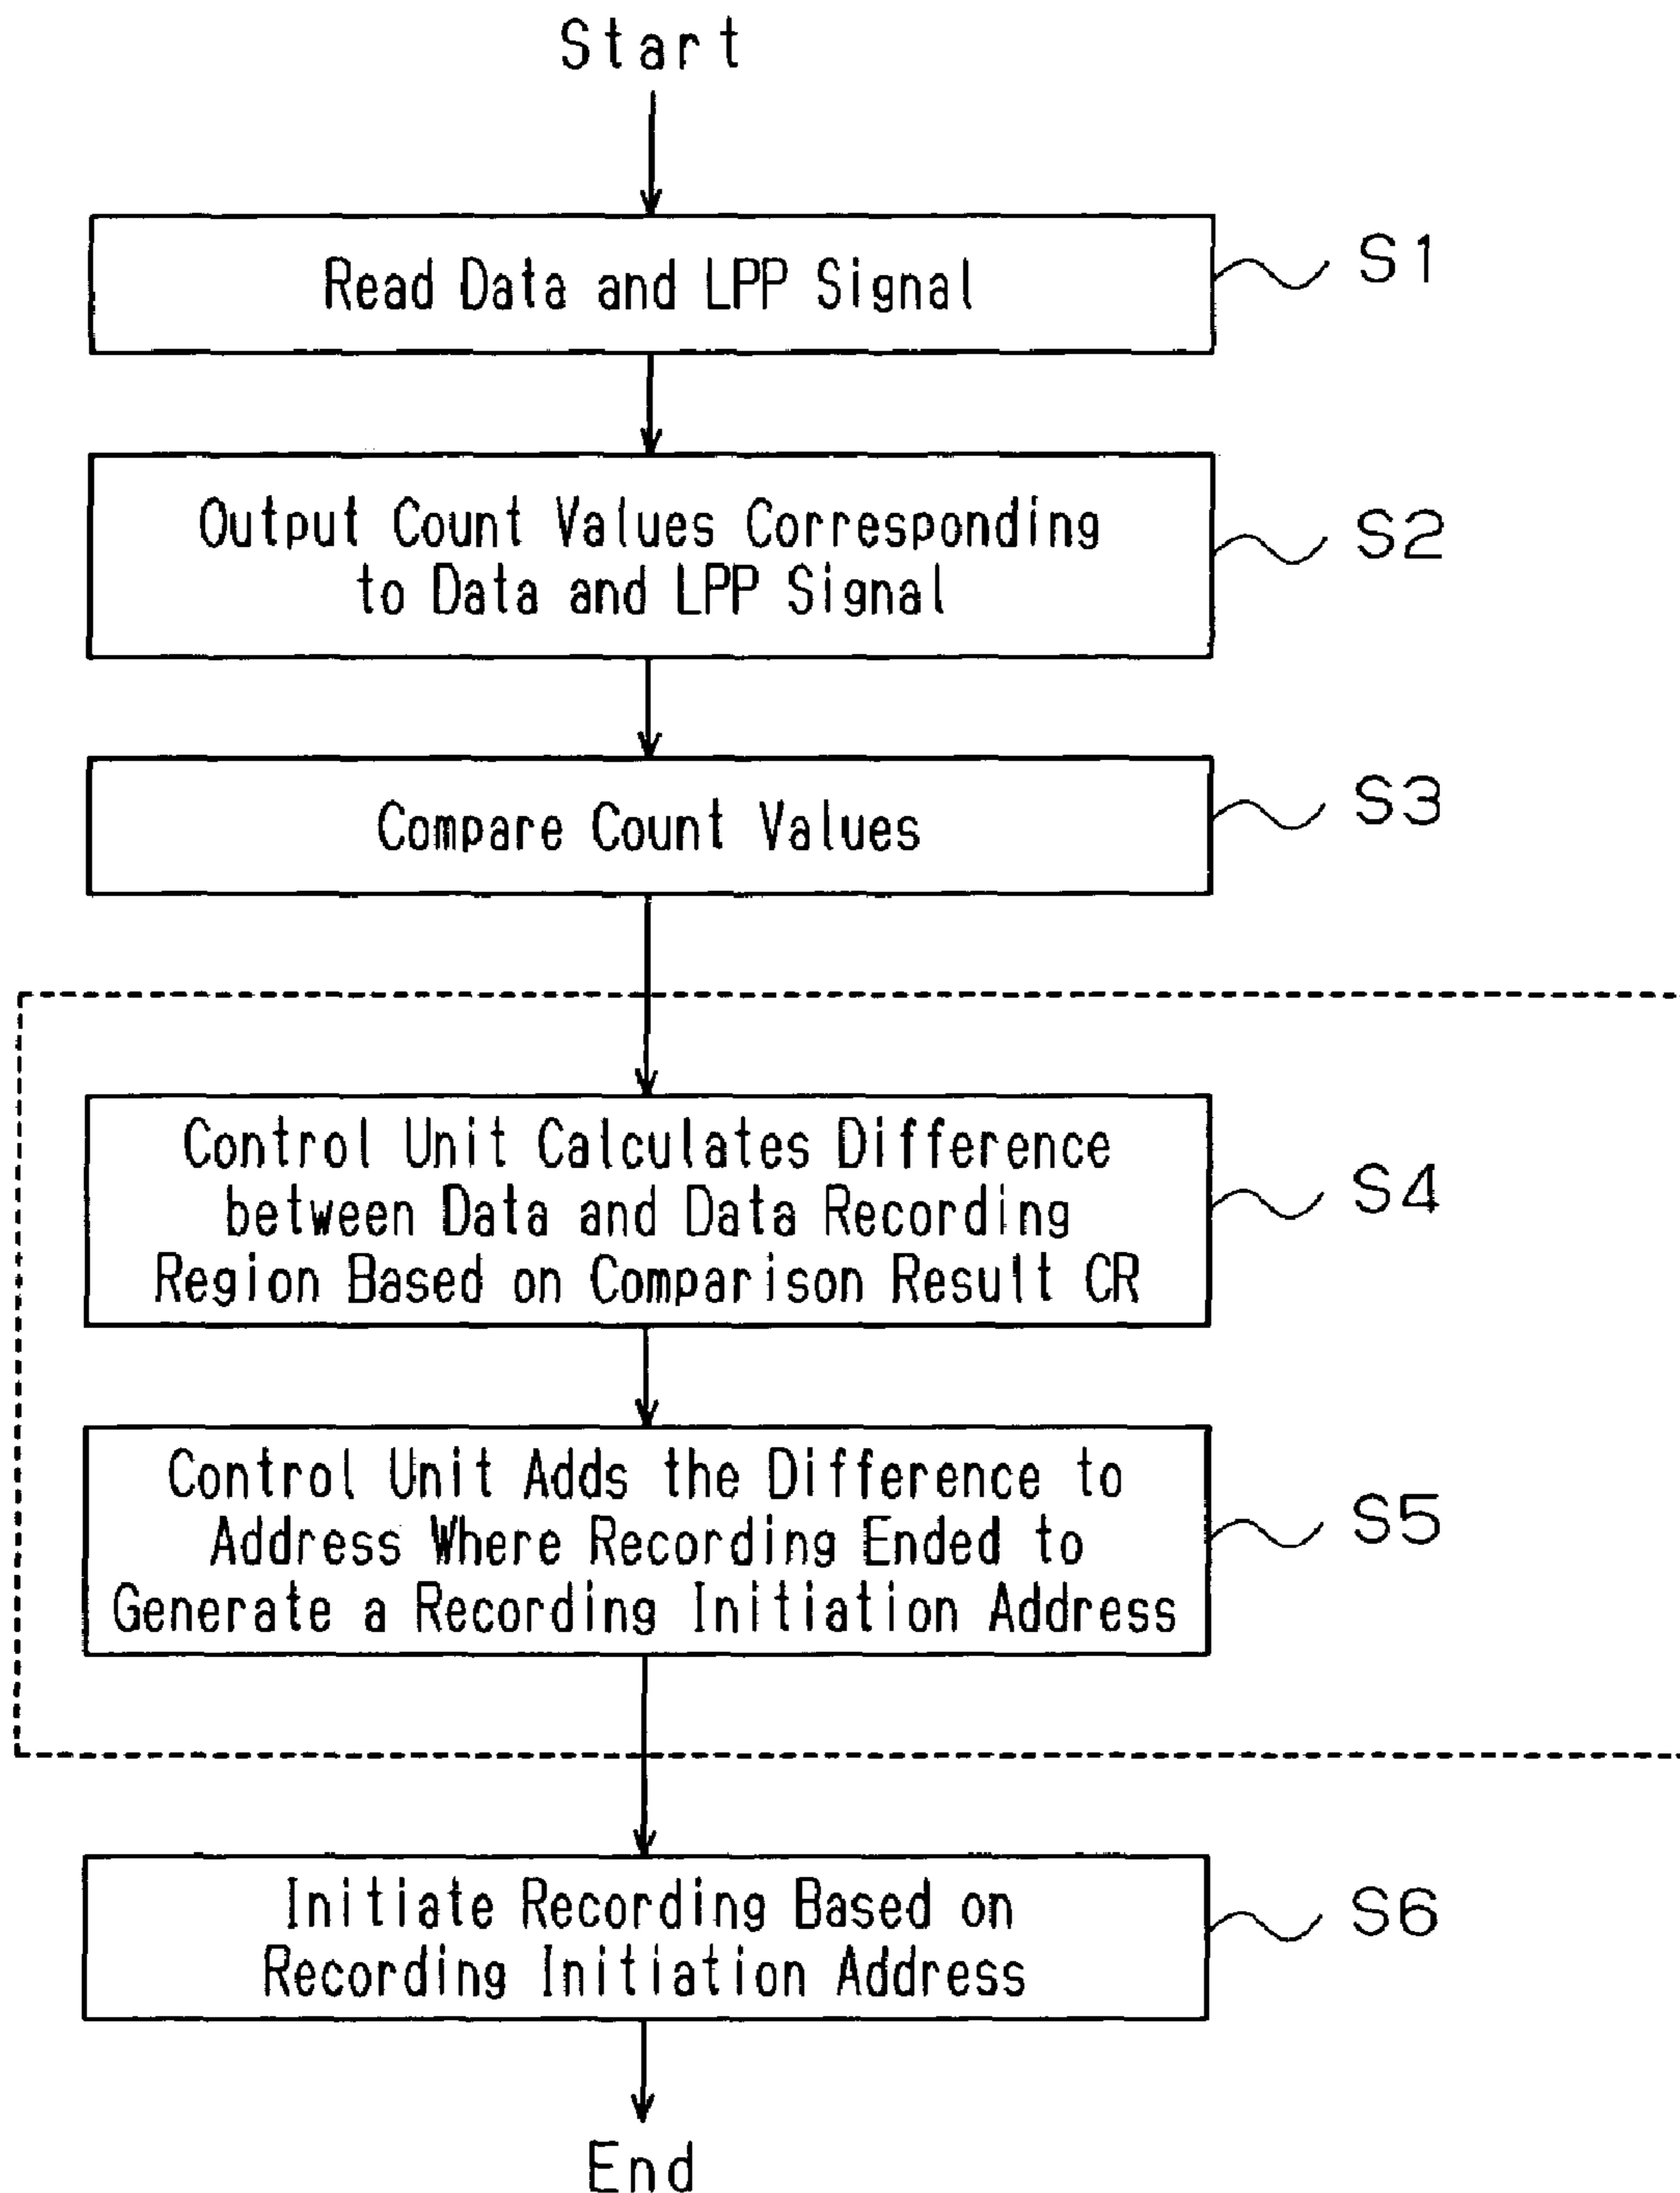 Start
Read Data and LPP Signal
S1
Output Count Values Corresponding
to Data and LPP Signal
S2
Compare Count Values
S3
Control Unit Calculates Difference
between Data and Data Recording
Region Based on Comparison Result CR
S4
Control Unit Adds the Difference to
Address Where Recording Ended to
Generate a Recording Initiation Address
S5
Initiate Recording Based on
Recording Initiation Address
S6
End